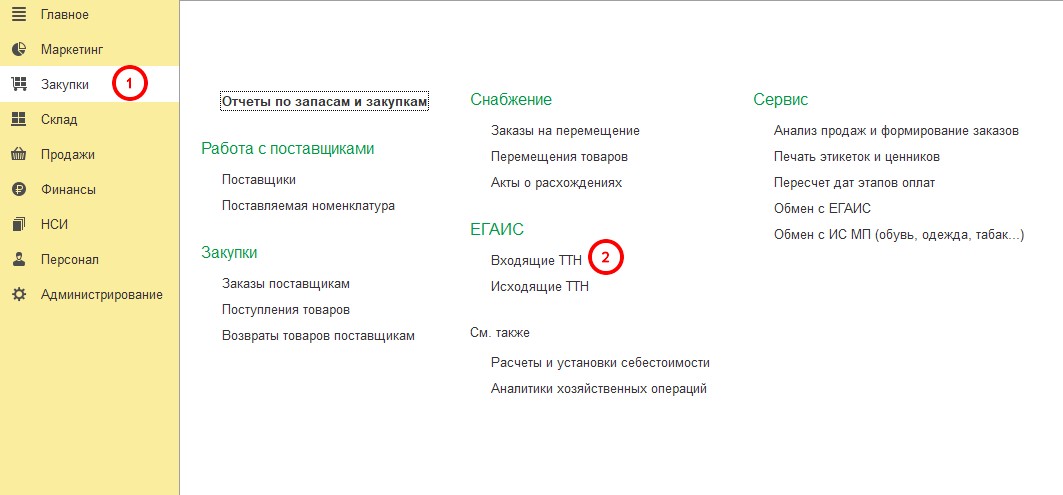 Главное
Маркетинг
Закупки 1
Склад
Продажи
Финансы
НСИ
Персонал
Администрирование
Отчеты по запасам и закупкам
Работа с поставщиками
Поставщики
Поставляемая номенклатура
Закупки
Заказы поставщикам
Поступления товаров
Возвраты товаров поставщикам
Снабжение
Заказы на перемещение
Перемещения товаров
Акты о расхождениях
ЕГАИС
Входящие ТТН 2
Исходящие ТТН
См. также
Расчеты и установки себестоимости
Аналитики хозяйственных операций
Сервис
Анализ продаж и формирование заказов
Печать этикеток и ценников
Пересчет дат этапов оплат
Обмен с ЕГАИС
Обмен с ИС МП (обувь, одежда, табак...)